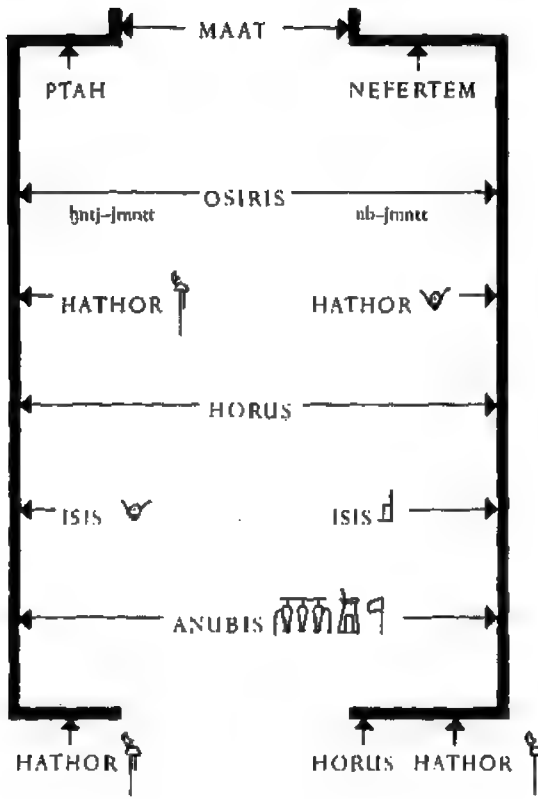 MAAT
PTAH NEFERTEM
OSIRIS
ḫntj-jmntt nb-jmntt
HATHOR HATHOR
HORUS
ISIS ISIS
ANUBIS
HATHOR HORUS HATHOR